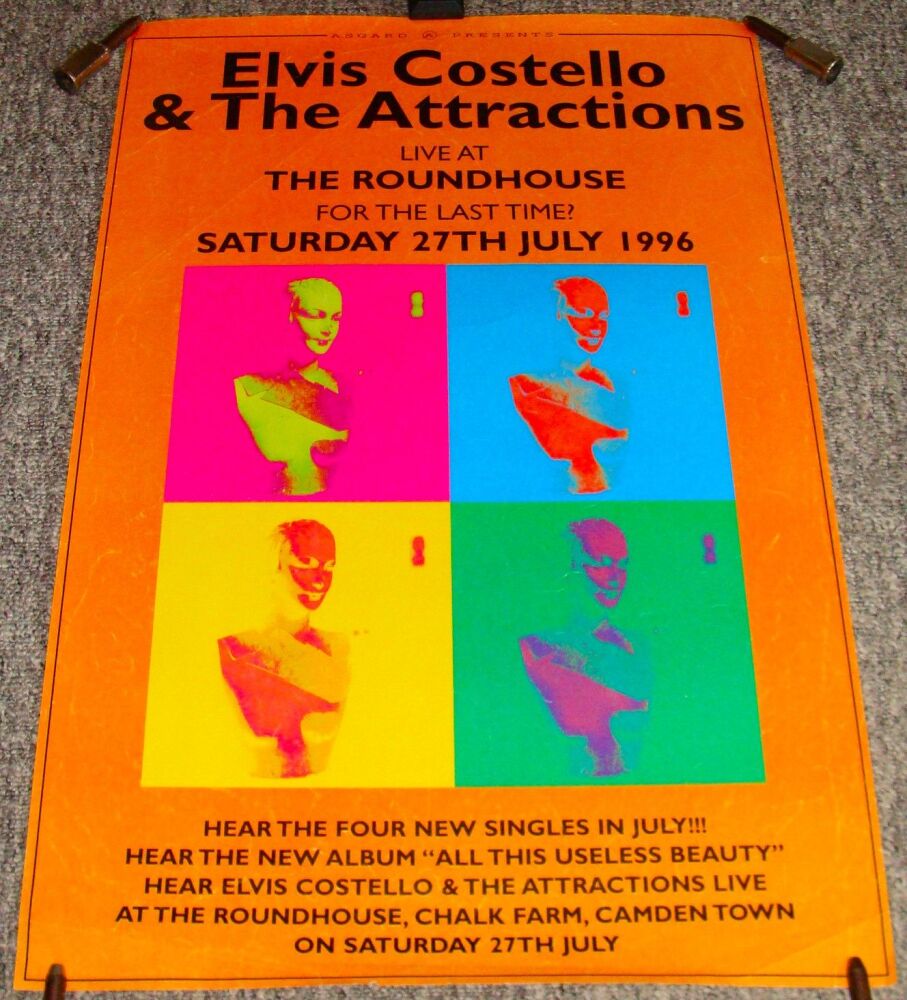 ASGARD Ⓐ PRESENTS
Elvis Costello
& The Attractions
LIVE AT
THE ROUNDHOUSE
FOR THE LAST TIME?
SATURDAY 27TH JULY 1996
HEAR THE FOUR NEW SINGLES IN JULY!!!
HEAR THE NEW ALBUM “ALL THIS USELESS BEAUTY”
HEAR ELVIS COSTELLO & THE ATTRACTIONS LIVE
AT THE ROUNDHOUSE, CHALK FARM, CAMDEN TOWN
ON SATURDAY 27TH JULY